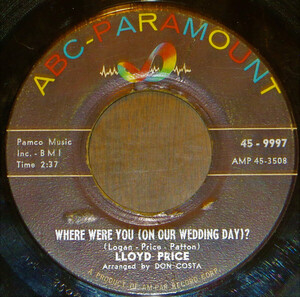 ABC-PARAMOUNT
Pamco Music
Inc. - BMI
Time 2:37
45 - 9997
AMP 45-3508
WHERE WERE YOU (ON OUR WEDDING DAY)?
(Logan - Price - Patton)
LLOYD PRICE
Arranged by DON COSTA
A PRODUCT OF AM-PAR RECORD CORP.